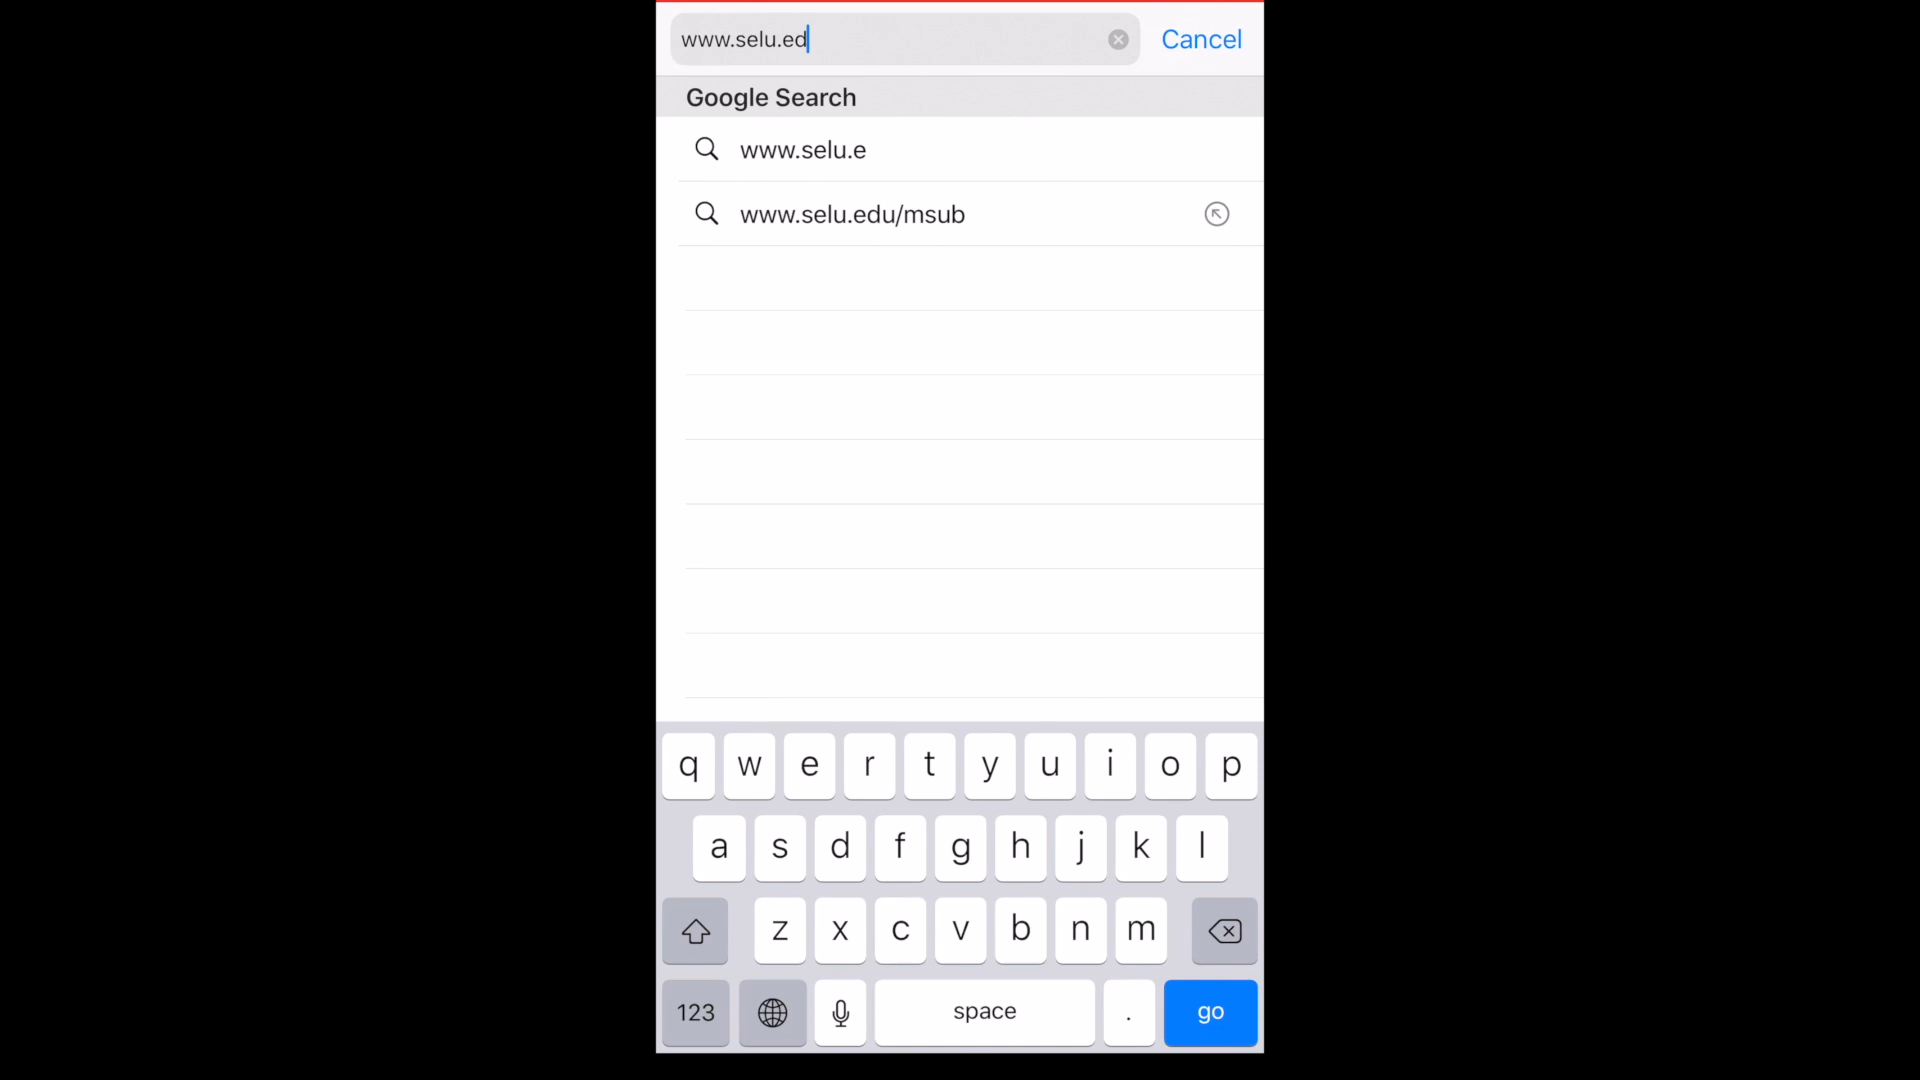 www.selu.ed
Cancel
Google Search
www.selu.e
www.selu.edu/msub
q w e r t y u i o p
a s d f g h j k l
z x c v b n m
123 space . go